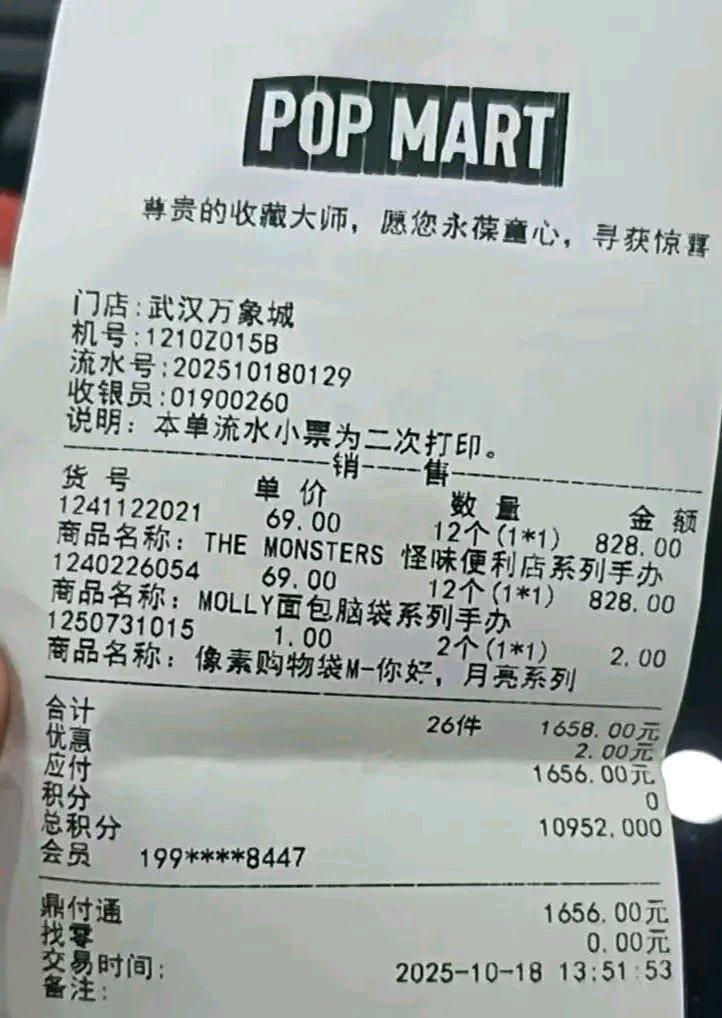 POP MART
尊贵的收藏大师，愿您永葆童心，寻获惊喜
门店:武汉万象城
机号:1210Z015B
流水号:202510180129
收银员:01900260
说明: 本单流水小票为二次打印。
销----售
货号 单价 数量 金额
1241122021 69.00 12个(1*1) 828.00
商品名称: THE MONSTERS 怪味便利店系列手办
1240226054 69.00 12个(1*1) 828.00
商品名称: MOLLY面包脑袋系列手办
1250731015 1.00 2个(1*1) 2.00
商品名称: 像素购物袋M-你好，月亮系列
合计 26件 1658.00元
优惠 2.00元
应付 1656.00元
积分 0
总积分 10952.000
会员 199****8447
鼎付通 1656.00元
找零 0.00元
交易时间: 2025-10-18 13:51:53
备注: